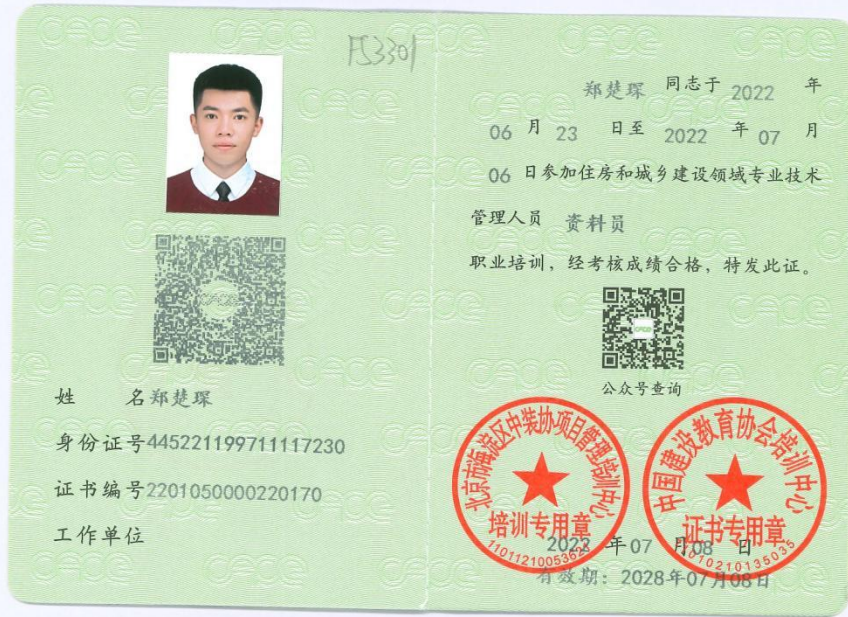 FS3301
姓 名郑楚琛
身份证号445221199711117230
证书编号2201050000220170
工作单位
郑楚琛 同志于 2022 年
06 月 23 日至 2022 年 07 月
06 日参加住房和城乡建设领域专业技术
管理人员 资料员
职业培训，经考核成绩合格，特发此证。
公众号查询
北京市海淀区中装协项目管理培训中心
培训专用章
中国建设教育协会培训中心
证书专用章
2022 年 07 月 08 日
有效期：2028年07月08日